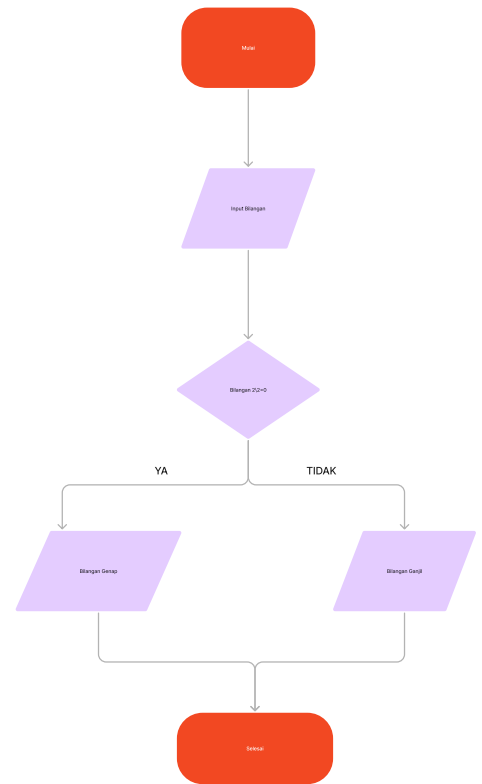 Mulai
Input Bilangan
Bilangan 2\2=0
YA
TIDAK
Bilangan Genap
Bilangan Ganjil
Selesai